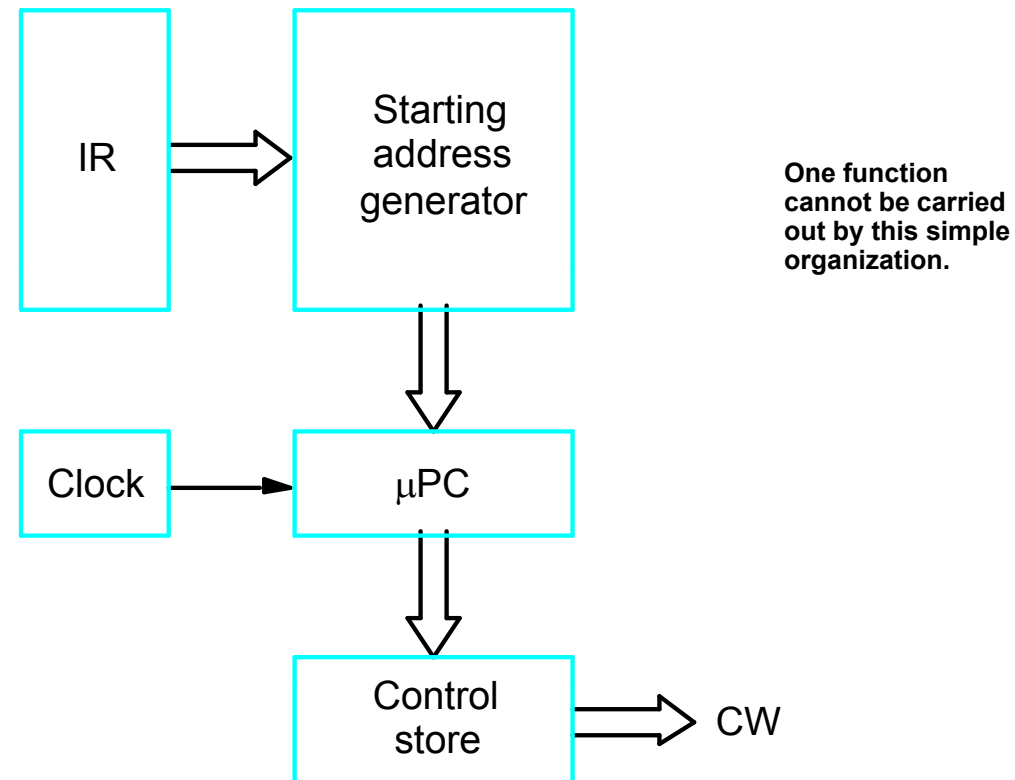 IR
Starting
address
generator
One function
cannot be carried
out by this simple
organization.
Clock
μPC
Control
store
CW